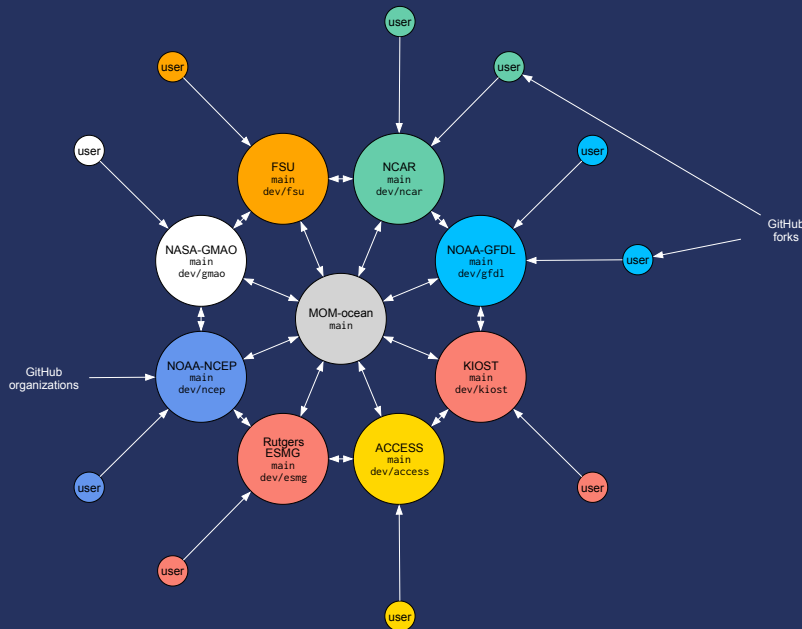 user
user
user
user
user
FSU
main
dev/fsu
NCAR
main
dev/ncar
GitHub
forks
NASA-GMAO
main
dev/gmao
NOAA-GFDL
main
dev/gfdl
user
MOM-ocean
main
GitHub
organizations
NOAA-NCEP
main
dev/ncep
KIOST
main
dev/kiost
Rutgers
ESMG
main
dev/esmg
ACCESS
main
dev/access
user
user
user
user